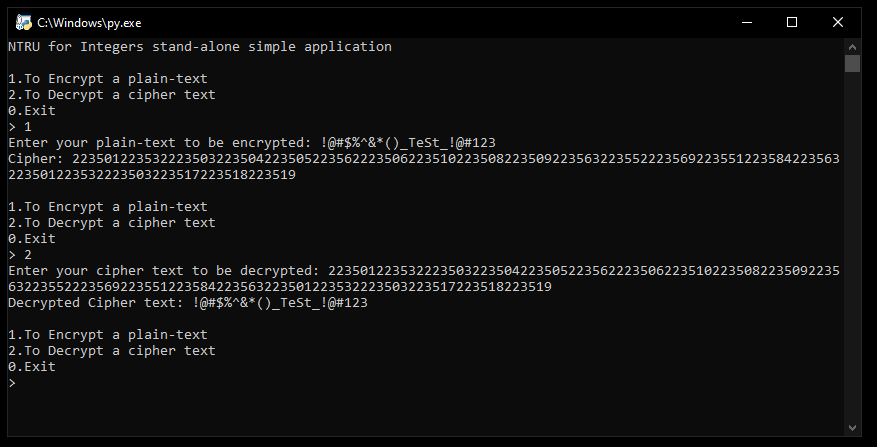 C:\Windows\py.exe
NTRU for Integers stand-alone simple application
1.To Encrypt a plain-text
2.To Decrypt a cipher text
0.Exit
> 1
Enter your plain-text to be encrypted: !@#$%^&*()_TeSt_!@#123
Cipher: 223501223532223503223504223505223562223506223510223508223509223563223552223569223551223584223563
223501223532223503223517223518223519
1.To Encrypt a plain-text
2.To Decrypt a cipher text
0.Exit
> 2
Enter your cipher text to be decrypted: 2235012235322235032235042235052235622235062235102235082235092235
63223552223569223551223584223563223501223532223503223517223518223519
Decrypted Cipher text: !@#$%^&*()_TeSt_!@#123
1.To Encrypt a plain-text
2.To Decrypt a cipher text
0.Exit
>